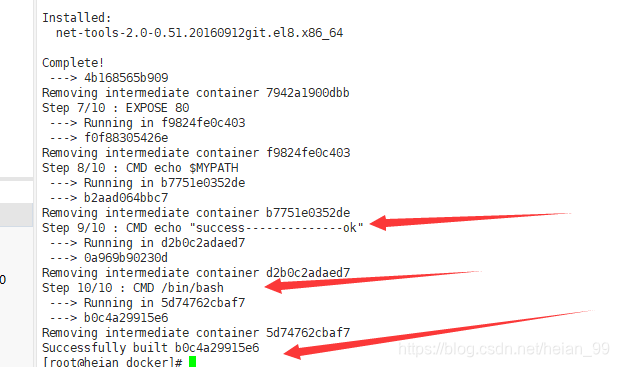 Installed:
net-tools-2.0-0.51.20160912git.el8.x86_64
Complete!
---> 4b168565b909
Removing intermediate container 7942a1900dbb
Step 7/10 : EXPOSE 80
---> Running in f9824fe0c403
---> f0f88305426e
Removing intermediate container f9824fe0c403
Step 8/10 : CMD echo $MYPATH
---> Running in b7751e0352de
---> b2aad064bbc7
Removing intermediate container b7751e0352de
Step 9/10 : CMD echo "success--------------ok"
---> Running in d2b0c2adaed7
---> 0a969b90230d
Removing intermediate container d2b0c2adaed7
0
Step 10/10 : CMD /bin/bash
---> Running in 5d74762cbaf7
---> b0c4a29915e6
Removing intermediate container 5d74762cbaf7
Successfully built b0c4a29915e6
https://blog.csdn.net/heian_99
[root@heian docker]#